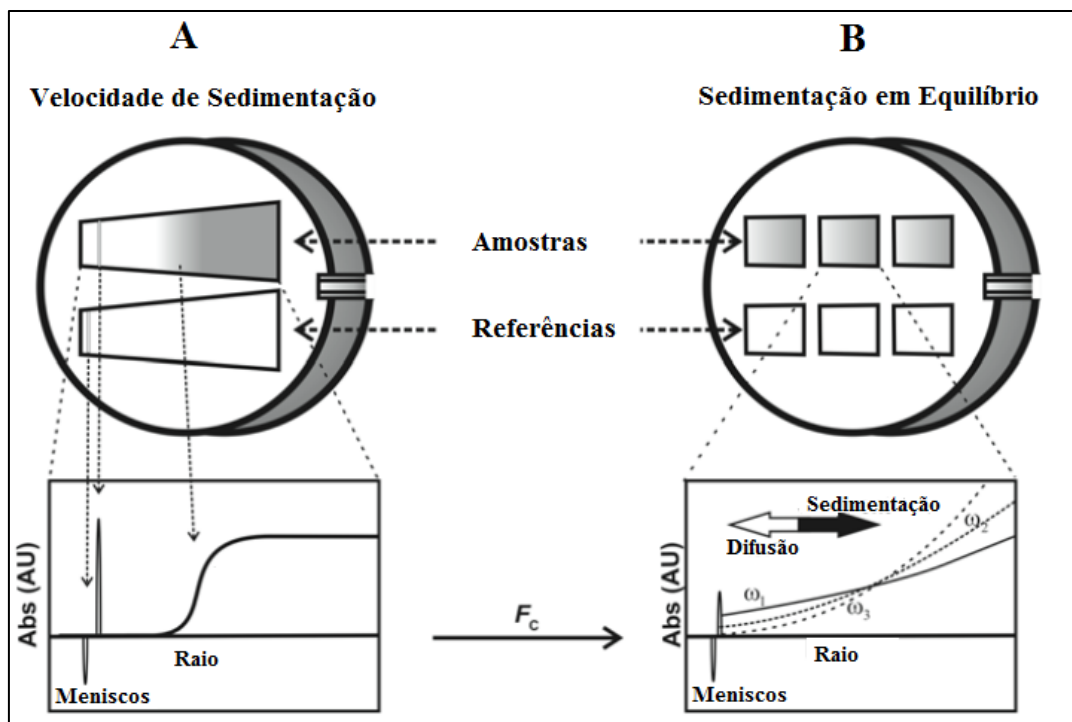 A
B
Velocidade de Sedimentação
Sedimentação em Equilíbrio
Amostras
Referências
Abs (AU)
Raio
Meniscos
Fc
Abs (AU)
Sedimentação
Difusão
ω1
ω2
ω3
Raio
Meniscos